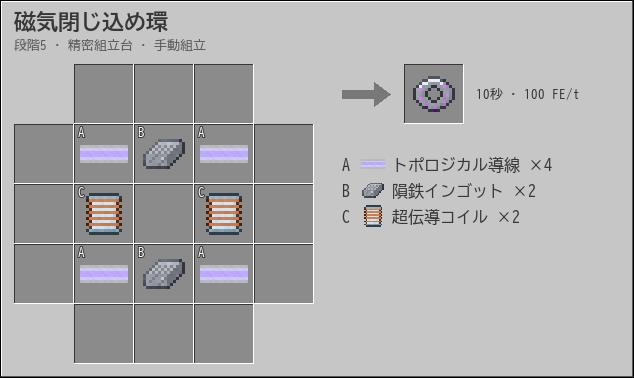 磁気閉じ込め環
段階5 · 精密組立台 · 手動組立
A B A
C C
A B A
10秒 · 100 FE/t
A トポロジカル導線 ×4
B 隕鉄インゴット ×2
C 超伝導コイル ×2